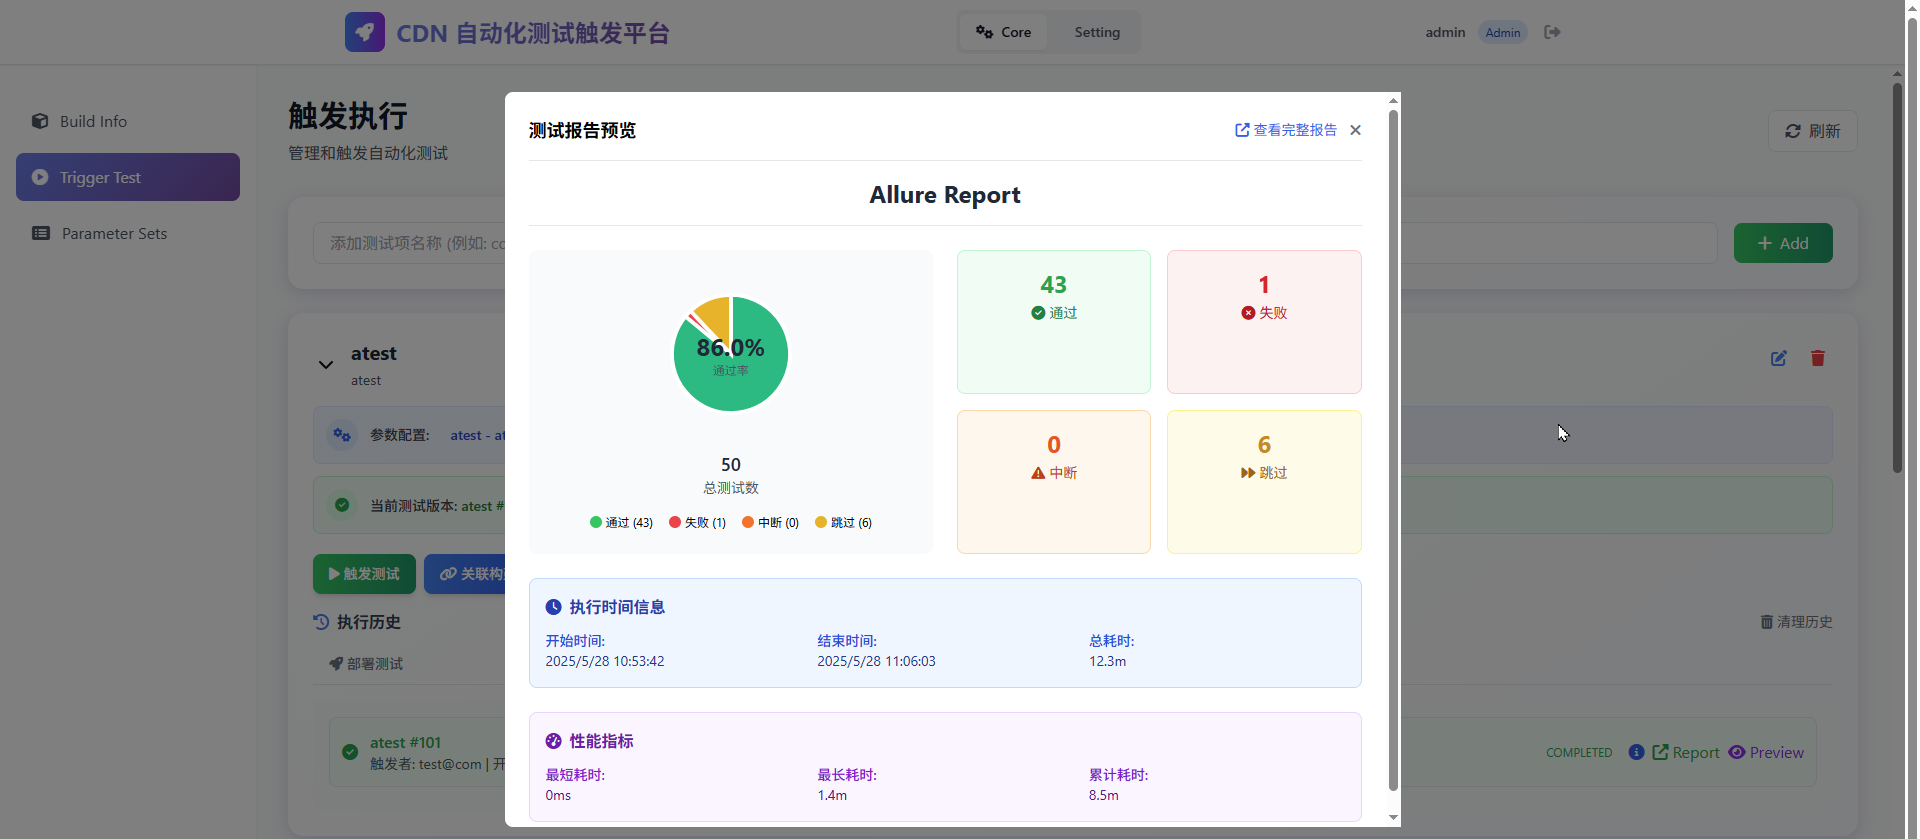 CDN 自动化测试触发平台
Core
Setting
admin
Admin
Build Info
Trigger Test
Parameter Sets
触发执行
管理和触发自动化测试
刷新
添加测试项名称 (例如:
Add
atest
atest
参数配置: atest -
当前测试版本: atest #
触发测试
关联构
执行历史
清理历史
部署测试
atest #101
触发者: test@com | 开
COMPLETED
Report
Preview
测试报告预览
查看完整报告
Allure Report
86.0%
通过率
50
总测试数
通过 (43) 失败 (1) 中断 (0) 跳过 (6)
43
通过
1
失败
0
中断
6
跳过
执行时间信息
开始时间: 结束时间: 总耗时:
2025/5/28 10:53:42 2025/5/28 11:06:03 12.3m
性能指标
最短耗时: 最长耗时: 累计耗时:
0ms 1.4m 8.5m